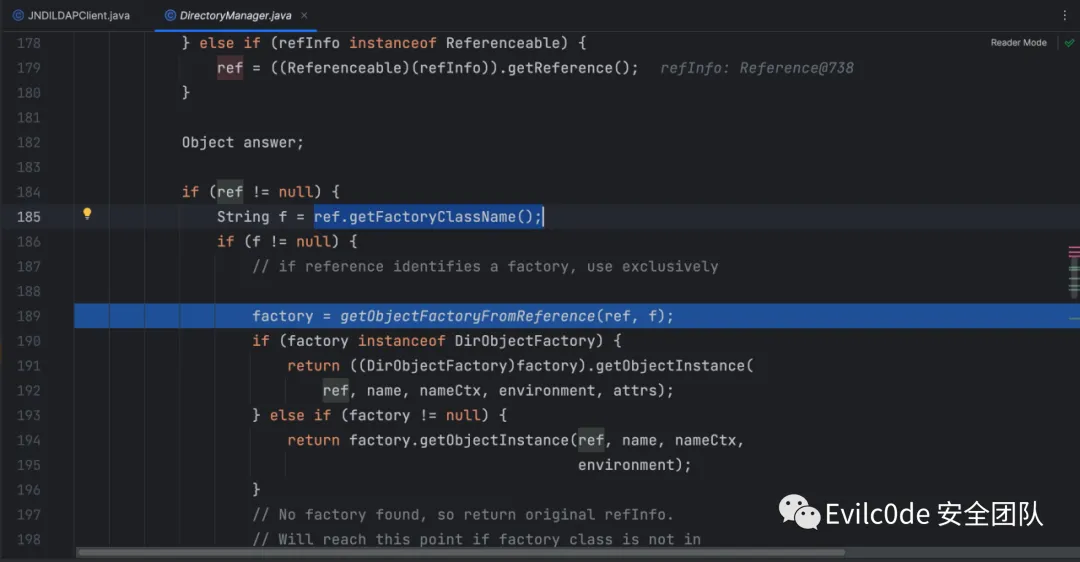 JNDILDAPClient.java DirectoryManager.java
Reader Mode
178 } else if (refInfo instanceof Referenceable) {
179 ref = ((Referenceable)(refInfo)).getReference(); refInfo: Reference@738
180 }
181
182 Object answer;
183
184 if (ref != null) {
185 String f = ref.getFactoryClassName();
186 if (f != null) {
187 // if reference identifies a factory, use exclusively
188
189 factory = getObjectFactoryFromReference(ref, f);
190 if (factory instanceof DirObjectFactory) {
191 return ((DirObjectFactory)factory).getObjectInstance(
192 ref, name, nameCtx, environment, attrs);
193 } else if (factory != null) {
194 return factory.getObjectInstance(ref, name, nameCtx,
195 environment);
196 }
197 // No factory found, so return original refInfo.
198 // Will reach this point if factory class is not in
Evilc0de 安全团队